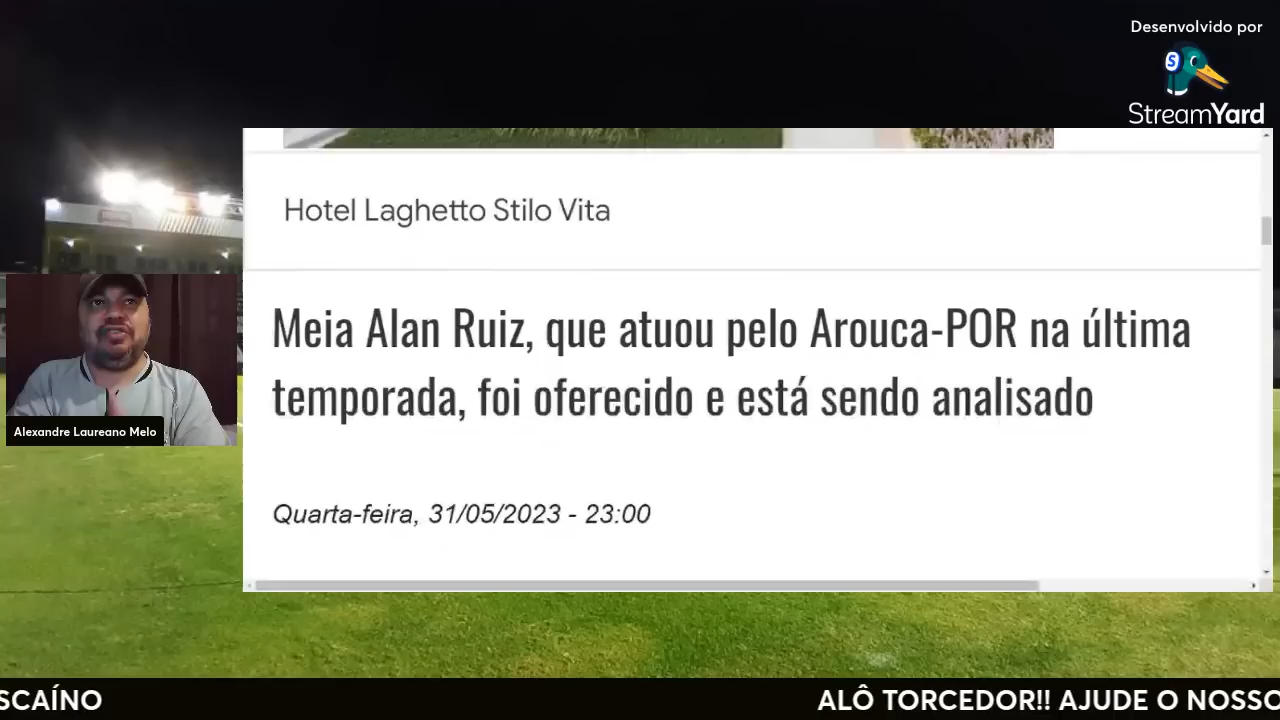 Desenvolvido por
StreamYard
Hotel Laghetto Stilo Vita
Meia Alan Ruiz, que atuou pelo Arouca-POR na última
temporada, foi oferecido e está sendo analisado
Quarta-feira, 31/05/2023 - 23:00
Alexandre Laureano Melo
SCAÍNO ALÔ TORCEDOR!! AJUDE O NOSSO